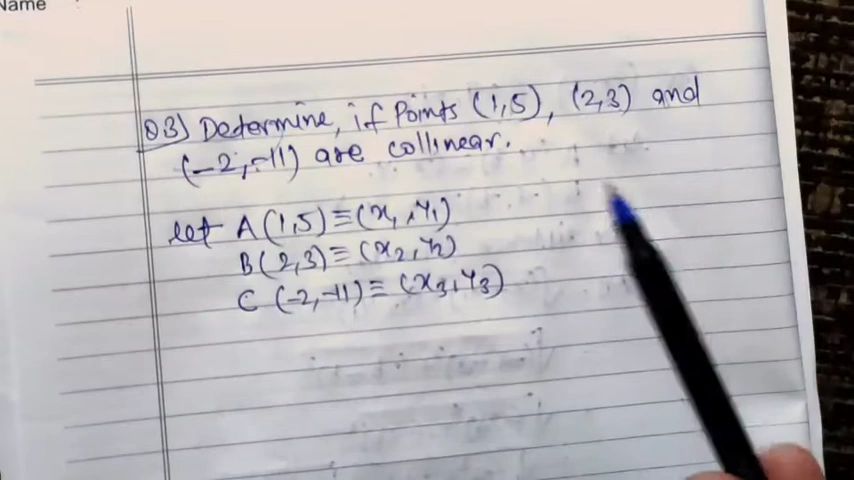 Name
Q3) Determine, if Points (1,5), (2,3) and
(-2,-11) are collinear.
let A(1,5)≡(x₁,y₁)
B(2,3)≡(x₂,y₂)
C(-2,-11)≡(x₃,y₃)